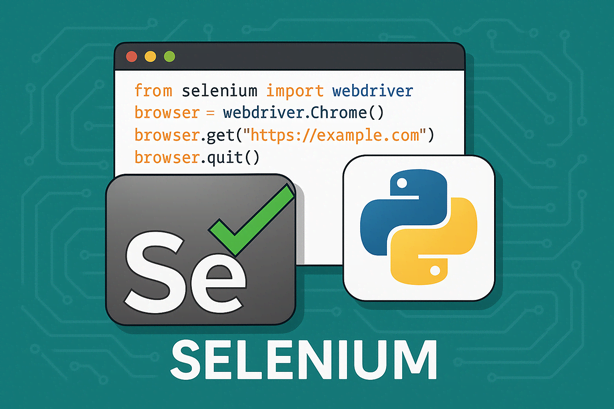 from selenium import webdriver
browser = webdriver.Chrome()
browser.get("https://example.com")
browser.quit()
Se
SELENIUM